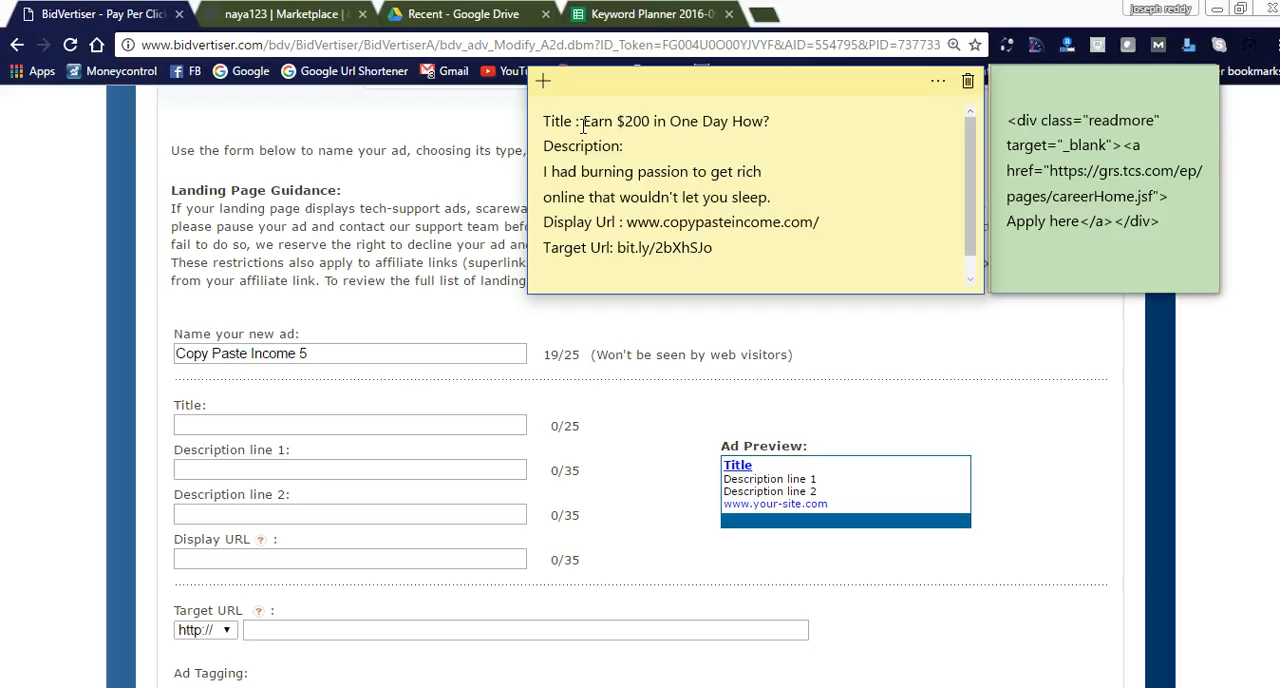 BidVertiser - Pay Per Click
naya123 | Marketplace |
Recent - Google Drive
Keyword Planner 2016-0
joseph reddy
www.bidvertiser.com/bdv/BidVertiser/BidVertiserA/bdv_adv_Modify_A2d.dbm?ID_Token=FG004U0O00YJVYF&AID=554795&PID=737733
Apps
Moneycontrol
FB
Google
Google Url Shortener
Gmail
r bookmarks
Title : Earn $200 in One Day How?
Description:
I had burning passion to get rich
online that wouldn't let you sleep.
Display Url : www.copypasteincome.com/
Target Url: bit.ly/2bXhSJo
<div class="readmore"
target="_blank"><a
href="https://grs.tcs.com/ep/
pages/careerHome.jsf">
Apply here</a></div>
Use the form below to name your ad, choosing its type,
Landing Page Guidance:
If your landing page displays tech-support ads, scarew
please pause your ad and contact our support team befo
fail to do so, we reserve the right to decline your ad and
These restrictions also apply to affiliate links (superlink
from your affiliate link. To review the full list of landing
Name your new ad:
Copy Paste Income 5
19/25 (Won't be seen by web visitors)
Title:
0/25
Description line 1:
0/35
Description line 2:
0/35
Display URL ? :
0/35
Ad Preview:
Title
Description line 1
Description line 2
www.your-site.com
Target URL ? :
http://
Ad Tagging: